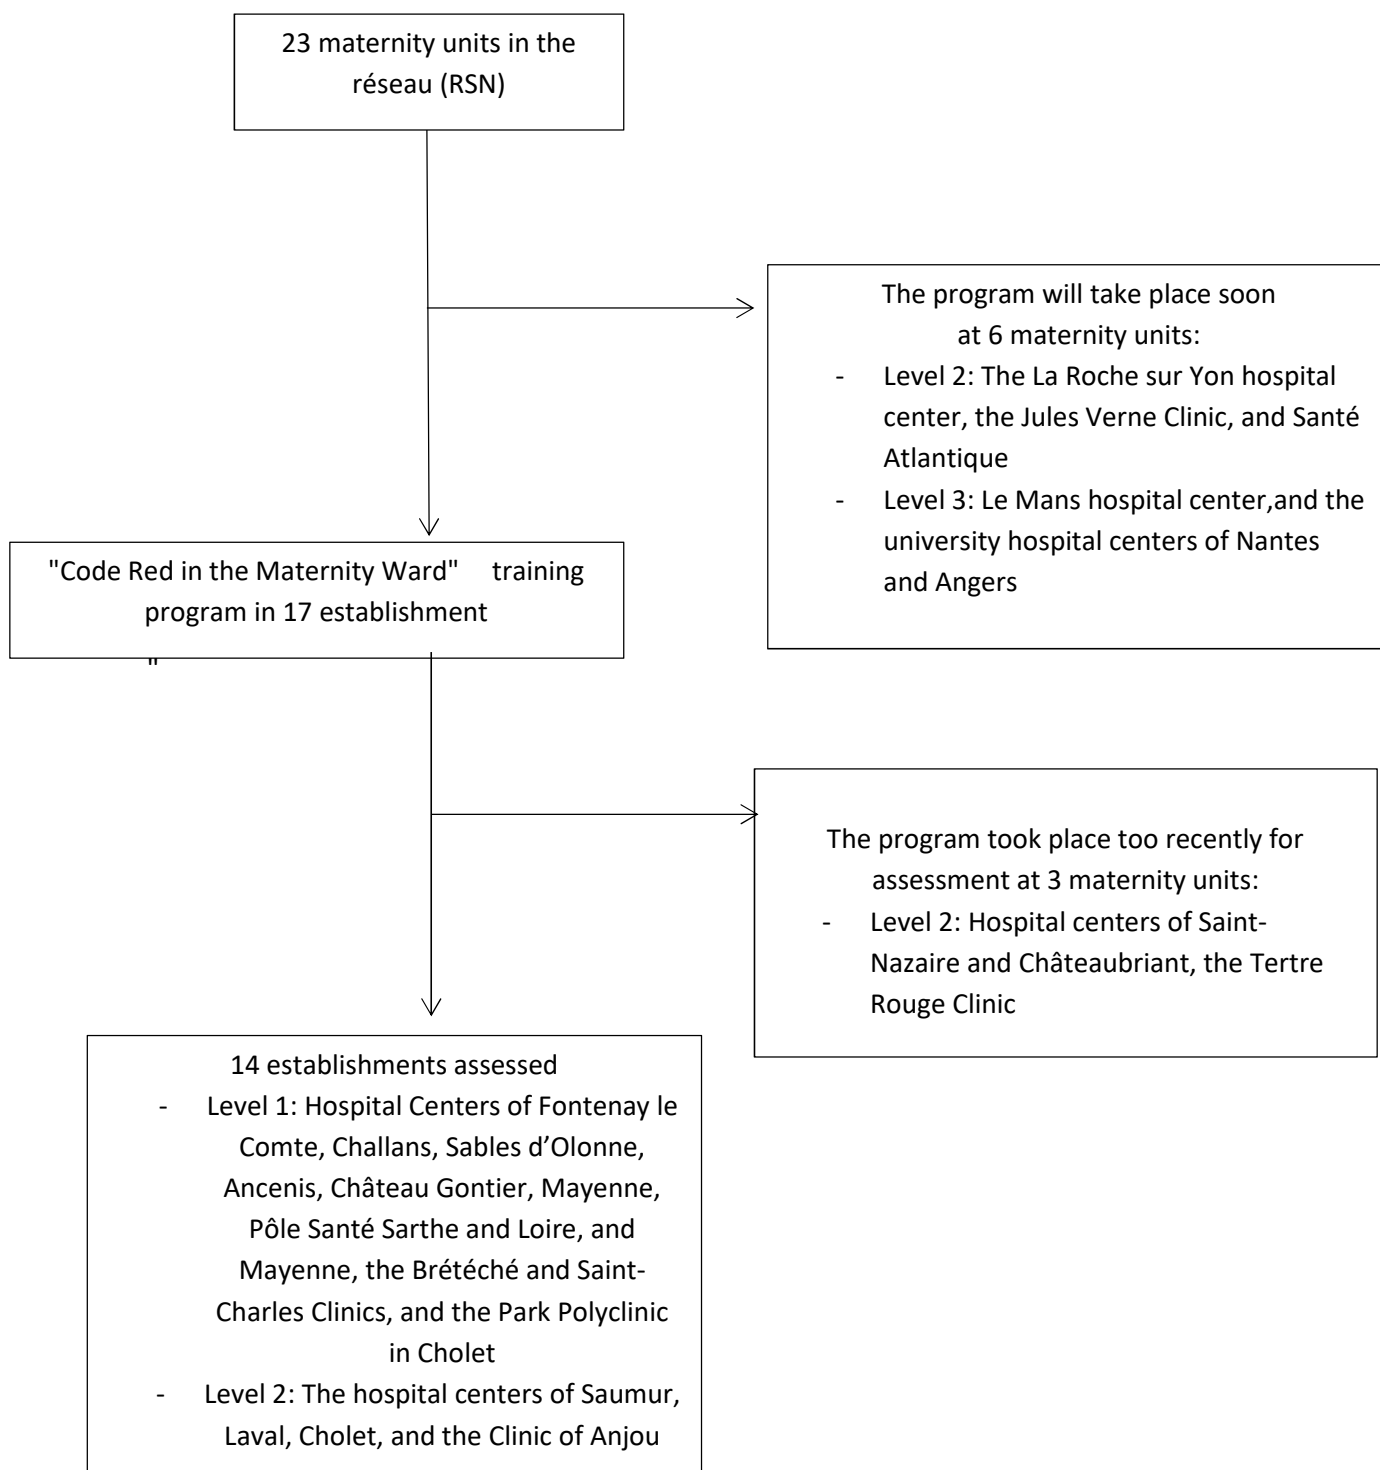 23 maternity units in the
réseau (RSN)
The program will take place soon
at 6 maternity units:
- Level 2: The La Roche sur Yon hospital
center, the Jules Verne Clinic, and Santé
Atlantique
- Level 3: Le Mans hospital center,and the
university hospital centers of Nantes
and Angers
"Code Red in the Maternity Ward" training
program in 17 establishment
"
The program took place too recently for
assessment at 3 maternity units:
- Level 2: Hospital centers of Saint-
Nazaire and Châteaubriant, the Tertre
Rouge Clinic
14 establishments assessed
- Level 1: Hospital Centers of Fontenay le
Comte, Challans, Sables d’Olonne,
Ancenis, Château Gontier, Mayenne,
Pôle Santé Sarthe and Loire, and
Mayenne, the Brétéché and Saint-
Charles Clinics, and the Park Polyclinic
in Cholet
- Level 2: The hospital centers of Saumur,
Laval, Cholet, and the Clinic of Anjou